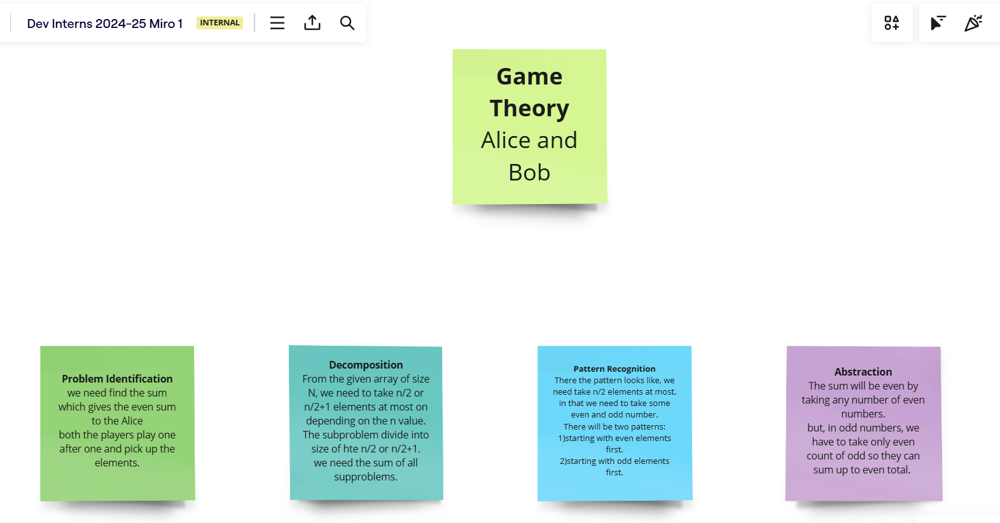 Dev Interns 2024-25 Miro 1 INTERNAL
Game
Theory
Alice and
Bob
Problem Identification
we need find the sum
which gives the even sum
to the Alice
both the players play one
after one and pick up the
elements.
Decomposition
From the given array of size
N, we need to take n/2 or
n/2+1 elements at most on
depending on the n value.
The subproblem divide into
size of hte n/2 or n/2+1.
we need the sum of all
supproblems.
Pattern Recognition
There the pattern looks like, we
need take n/2 elements at most.
in that we need to take some
even and odd number.
There will be two patterns:
1)starting with even elements
first.
2)starting with odd elements
first.
Abstraction
The sum will be even by
taking any number of even
numbers.
but, in odd numbers, we
have to take only even
count of odd so they can
sum up to even total.